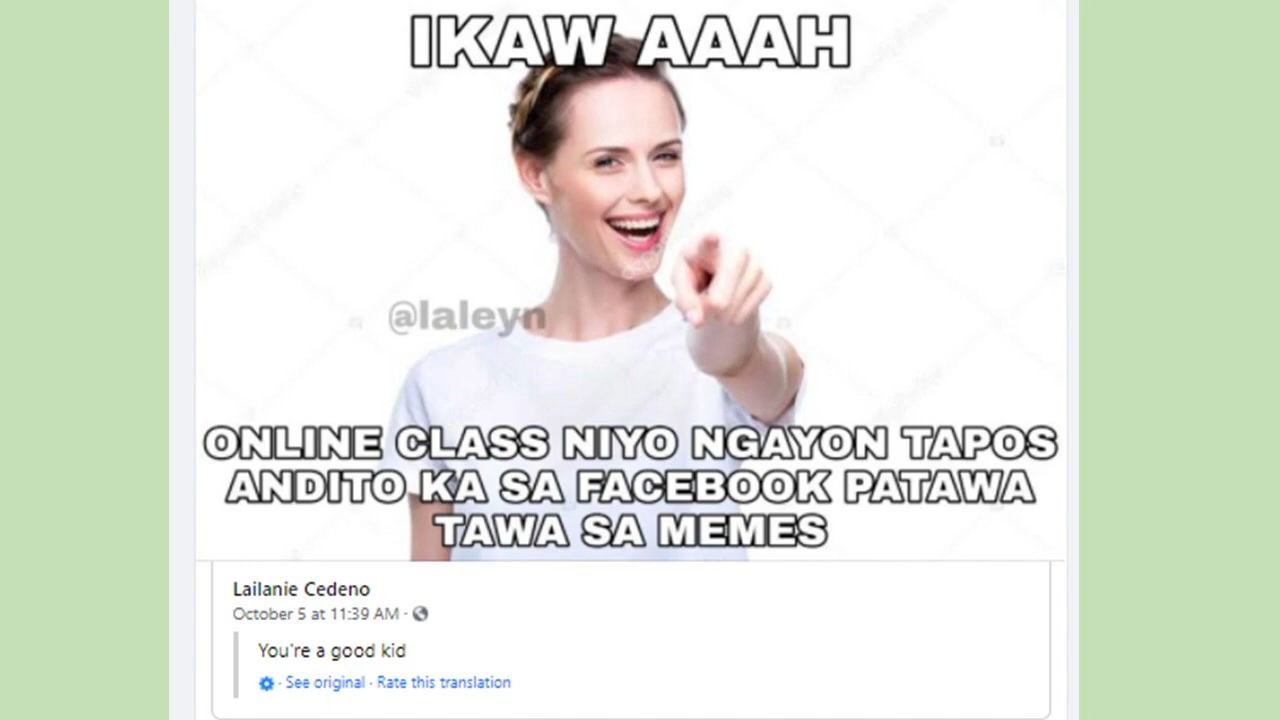 IKAW AAAH
@laleyn
ONLINE CLASS NIYO NGAYON TAPOS
ANDITO KA SA FACEBOOK PATAWA
TAWA SA MEMES
Lailanie Cedeno
October 5 at 11:39 AM ·
You're a good kid
· See original · Rate this translation